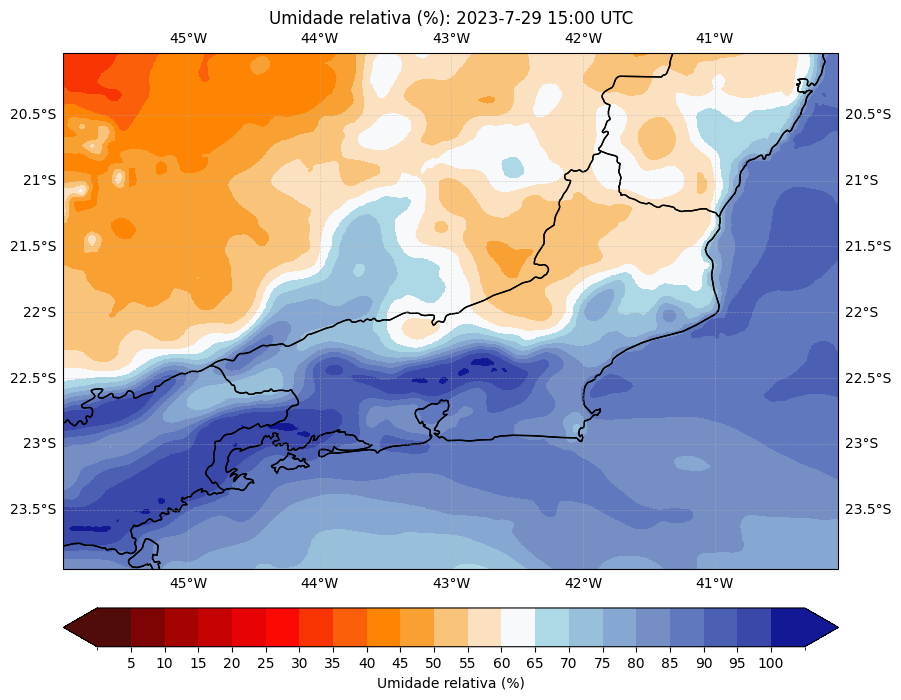 Umidade relativa (%): 2023-7-29 15:00 UTC
45°W 44°W 43°W 42°W 41°W
20.5°S 20.5°S
21°S 21°S
21.5°S 21.5°S
22°S 22°S
22.5°S 22.5°S
23°S 23°S
23.5°S 23.5°S
45°W 44°W 43°W 42°W 41°W
5 10 15 20 25 30 35 40 45 50 55 60 65 70 75 80 85 90 95 100
Umidade relativa (%)